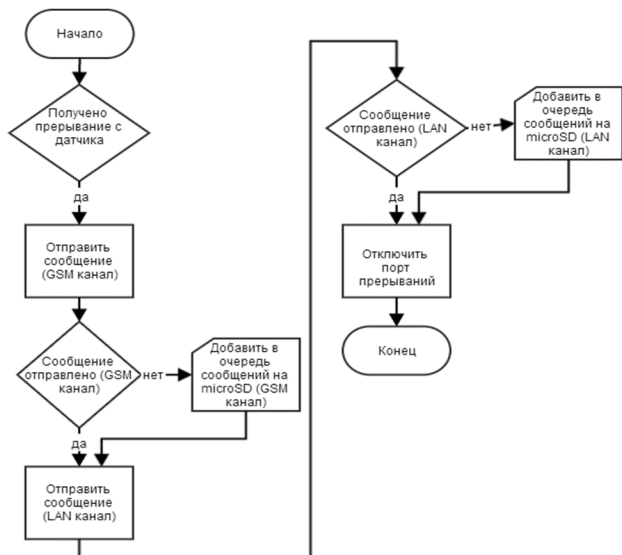 Начало
Получено
прерывание с
датчика
да
Отправить
сообщение
(GSM канал)
Сообщение
отправлено (GSM
канал)
нет
Добавить в
очередь
сообщений на
microSD (GSM
канал)
да
Отправить
сообщение
(LAN канал)
Сообщение
отправлено (LAN
канал)
нет
Добавить в
очередь
сообщений на
microSD (LAN
канал)
да
Отключить
порт
прерываний
Конец